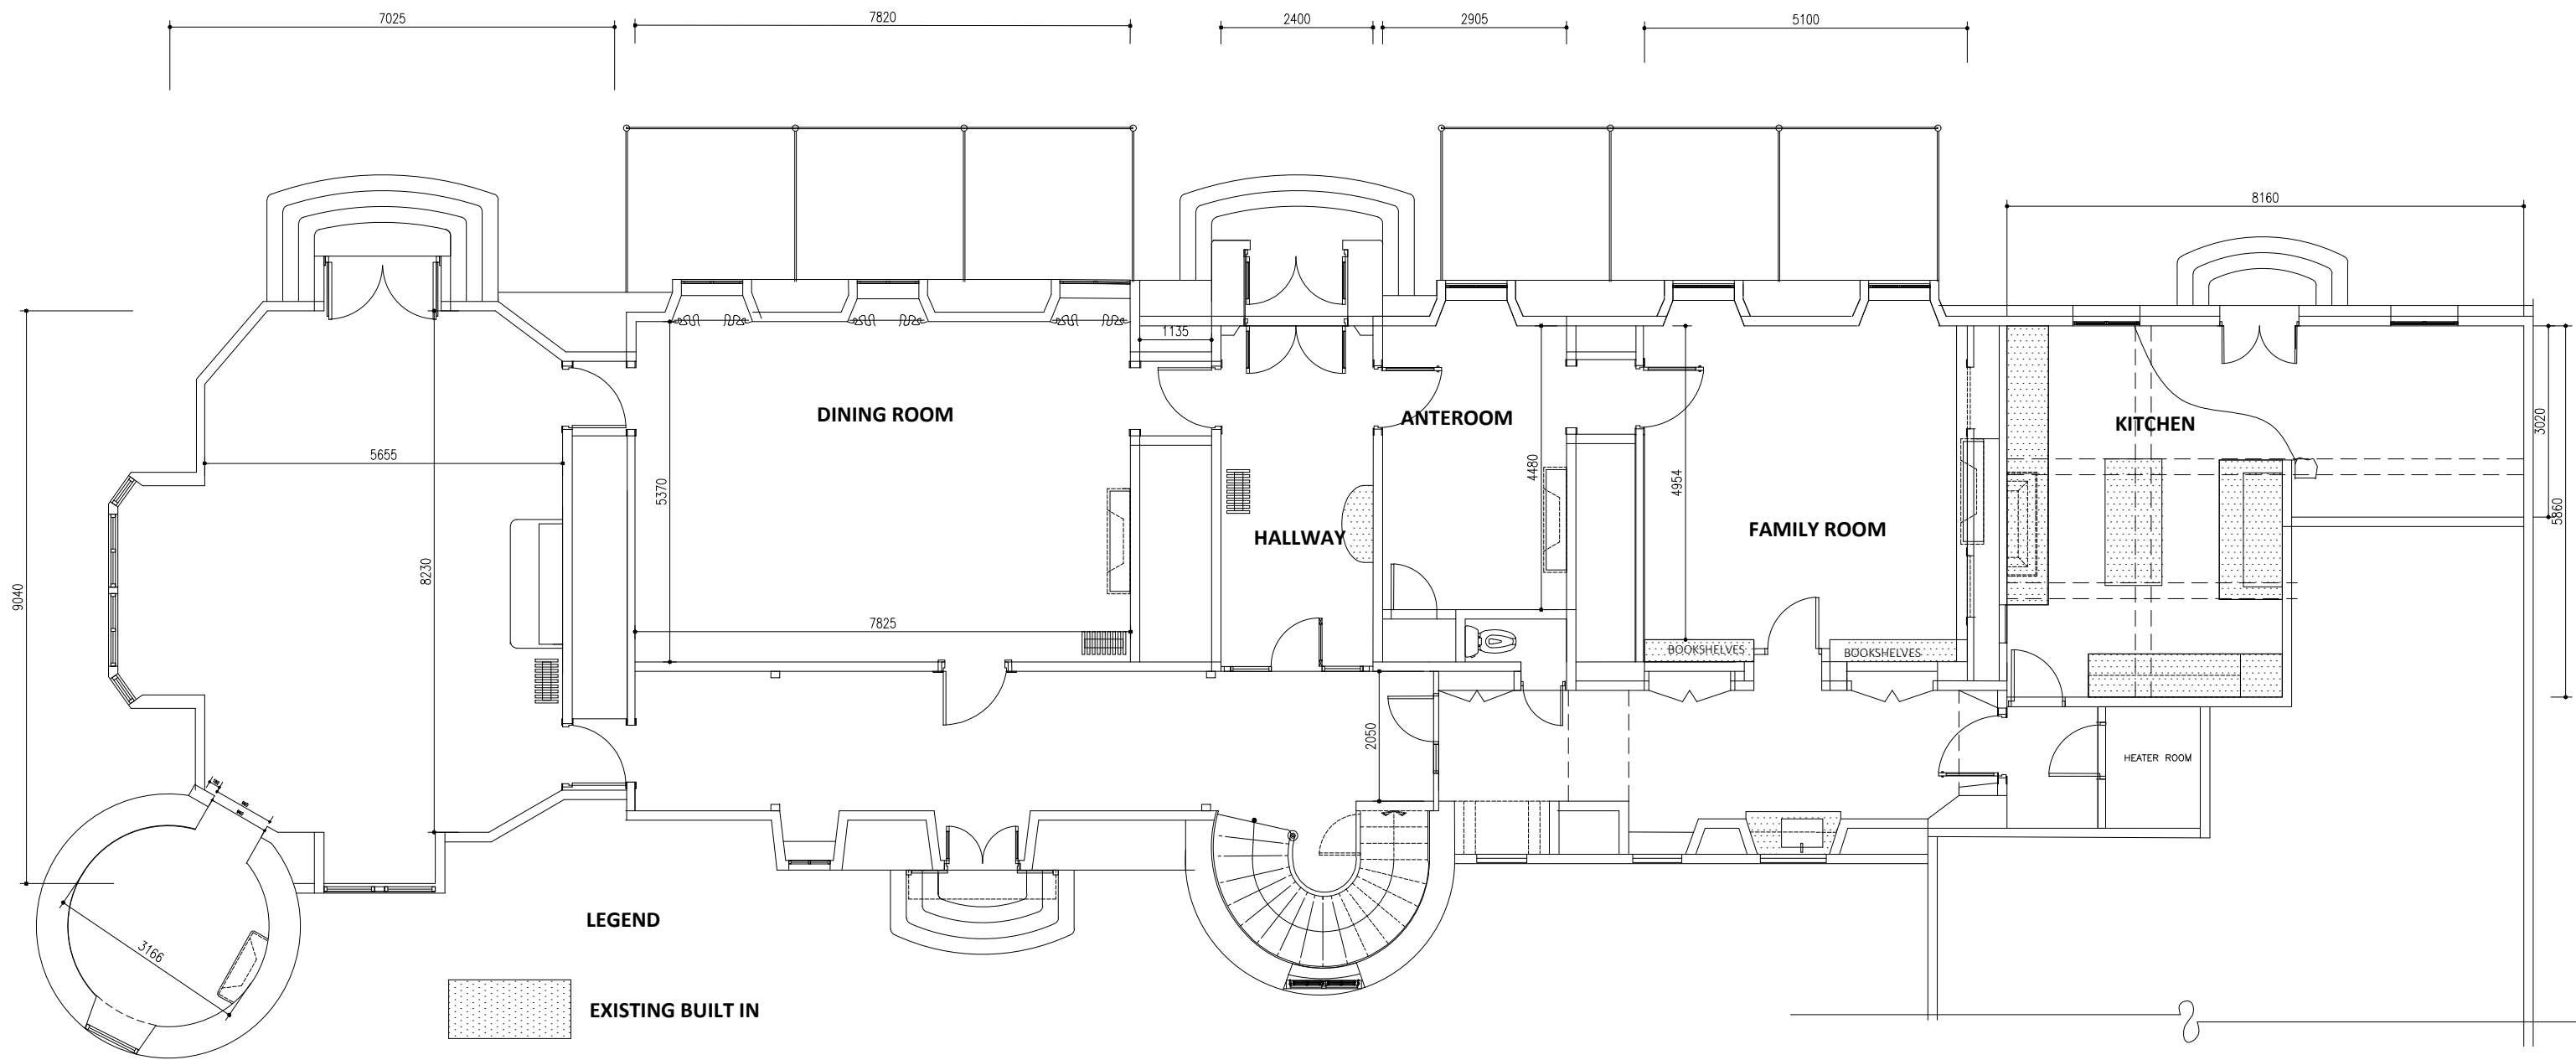 7025
7820
2400
2905
5100
8160
1135
3020
DINING ROOM
ANTEROOM
KITCHEN
5655
5370
4480
4954
5860
HALLWAY
FAMILY ROOM
9040
8230
7825
BOOKSHELVES
BOOKSHELVES
2050
HEATER ROOM
LEGEND
3166
EXISTING BUILT IN